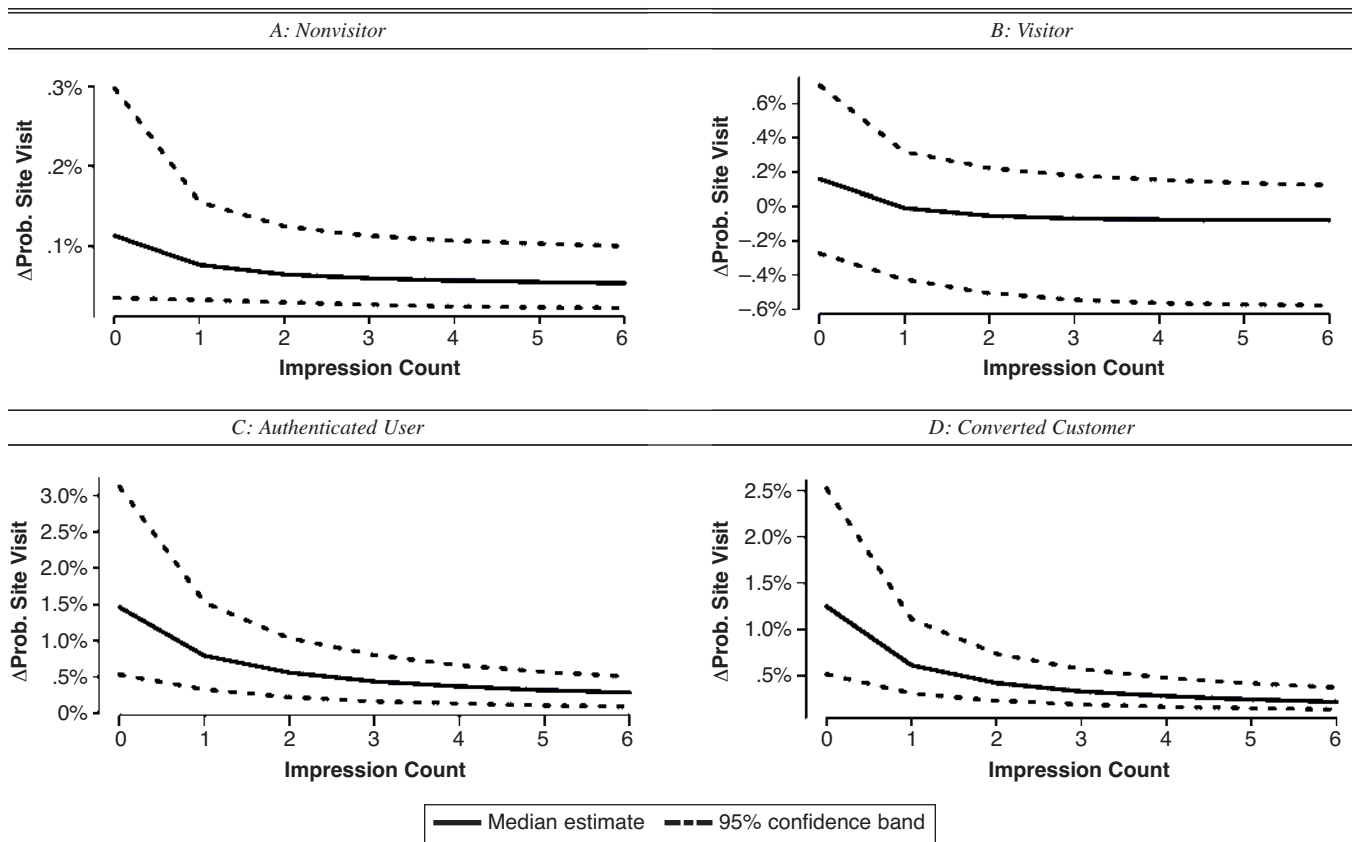 A: Nonvisitor
ΔProb. Site Visit
.3%
.2%
.1%
0 1 2 3 4 5 6
Impression Count
B: Visitor
ΔProb. Site Visit
.6%
.4%
.2%
0%
–.2%
–.4%
–.6%
0 1 2 3 4 5 6
Impression Count
C: Authenticated User
ΔProb. Site Visit
3.0%
2.5%
2.0%
1.5%
1.0%
.5%
0%
0 1 2 3 4 5 6
Impression Count
D: Converted Customer
ΔProb. Site Visit
2.5%
2.0%
1.5%
1.0%
.5%
0 1 2 3 4 5 6
Impression Count
Median estimate 95% confidence band